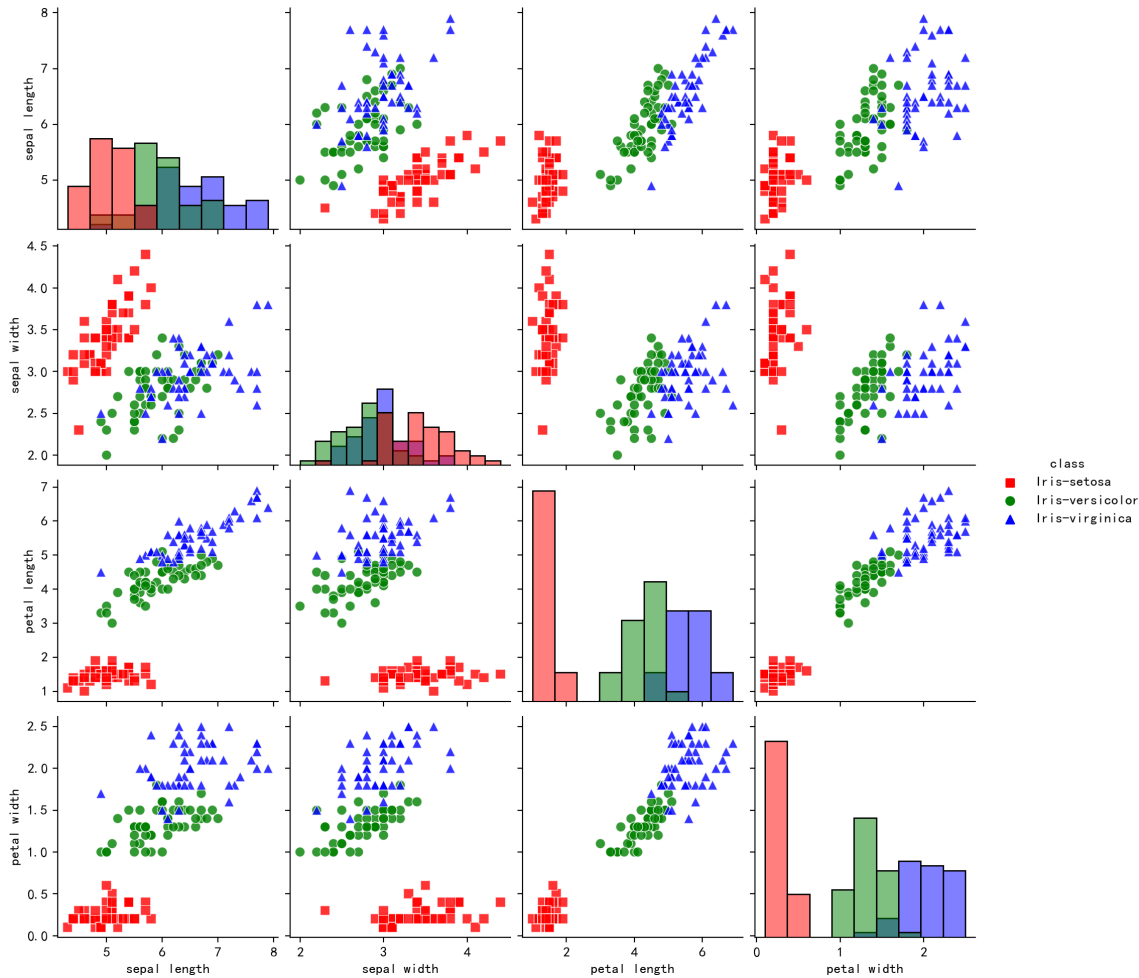 sepal length
8
7
6
5
sepal width
4.5
4.0
3.5
3.0
2.5
2.0
class
Iris-setosa
Iris-versicolor
Iris-virginica
petal length
7
6
5
4
3
2
1
petal width
2.5
2.0
1.5
1.0
0.5
0.0
5 6 7 8 3 4 2 4 6 0 1 2
sepal length sepal width petal length petal width